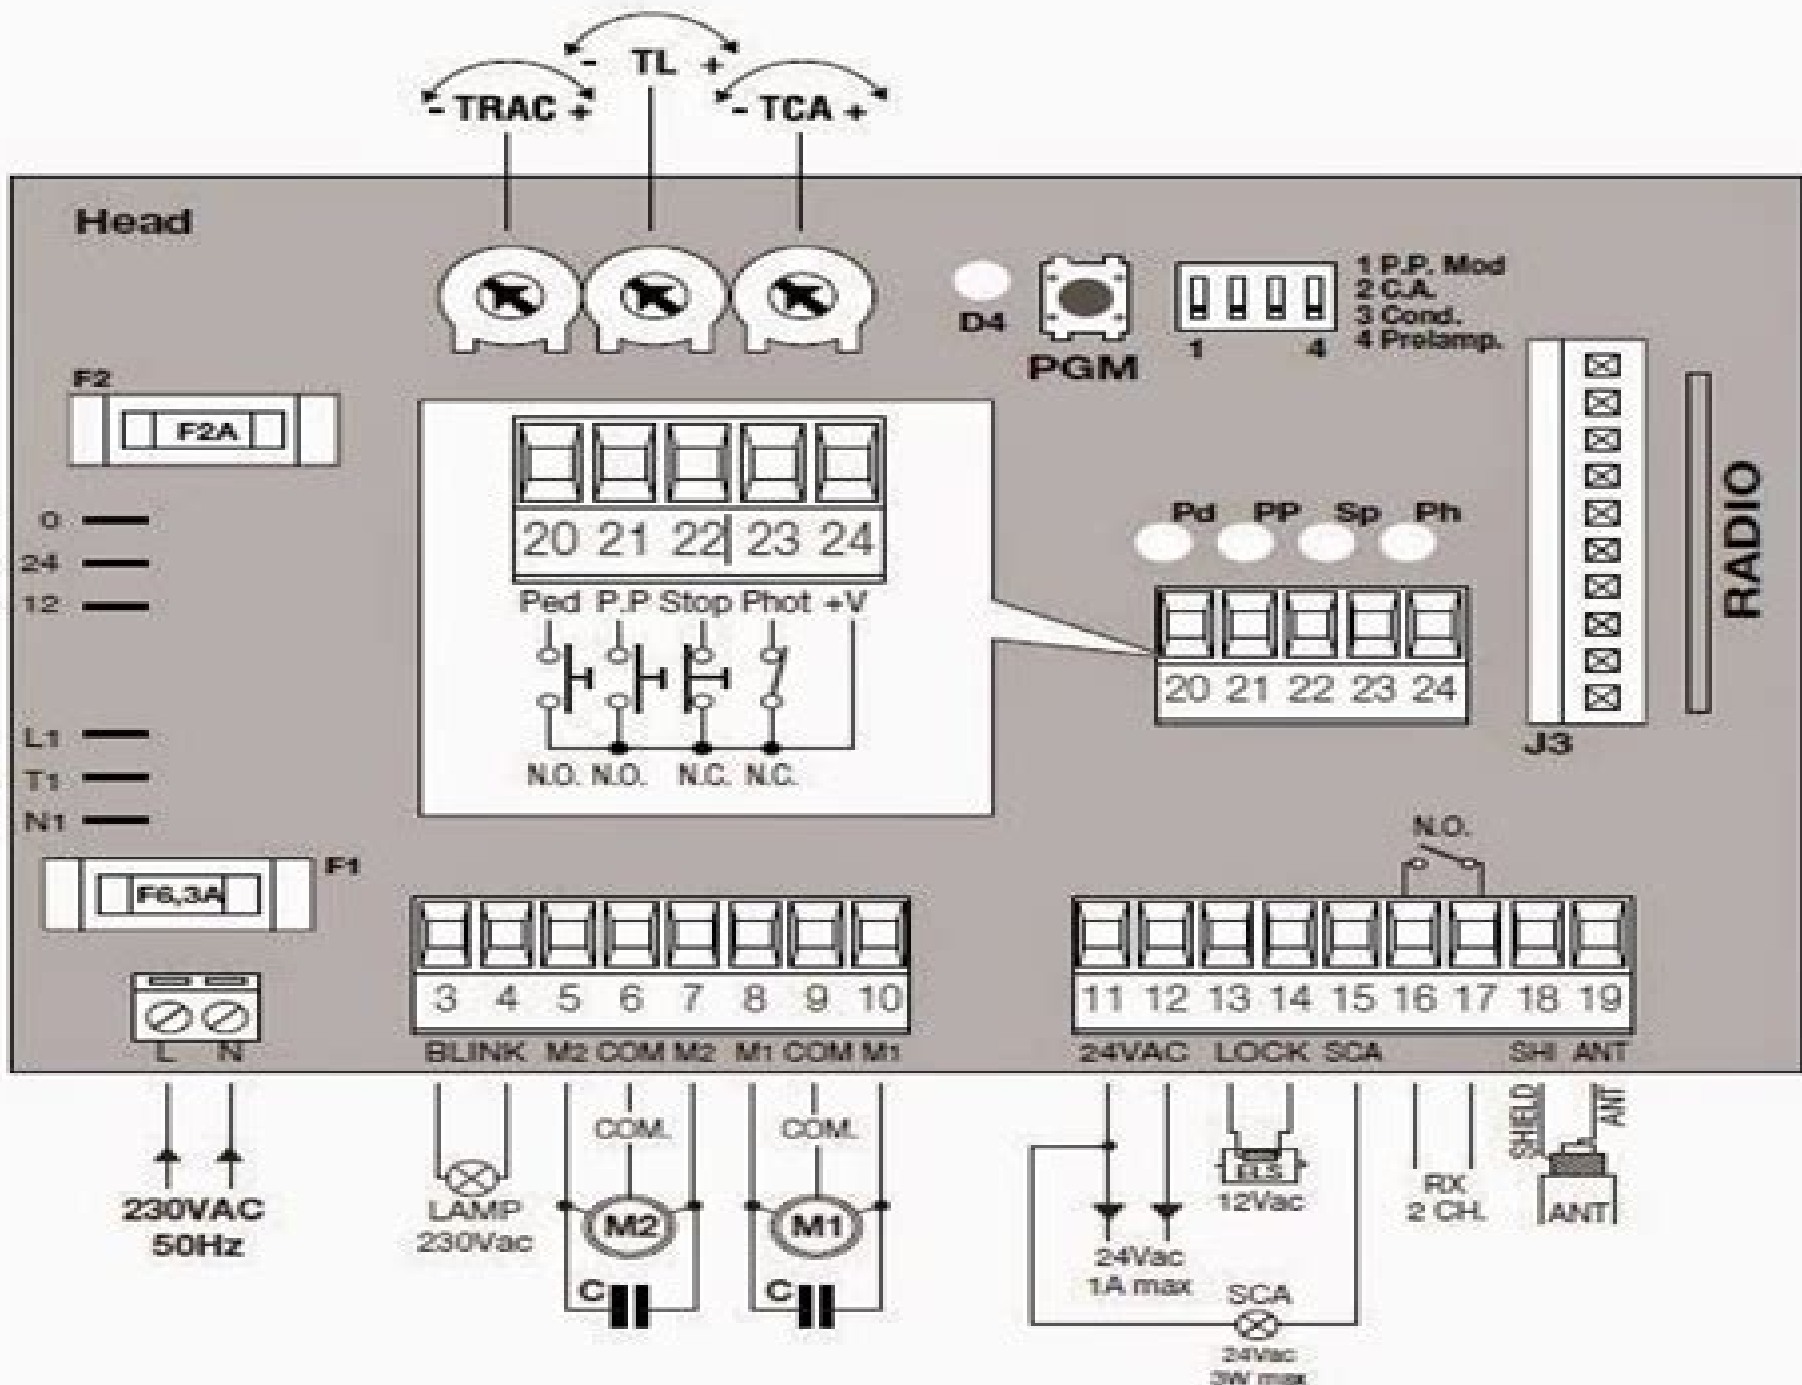 - TL +
- TRAC +
- TCA +
Head
D4
PGM
1 4
1 P.P. Mod
2 C.A.
3 Cond.
4 Prelamp.
F2
F2A
0
24
12
L1
T1
N1
20 21 22 23 24
Ped P.P Stop Phot +V
N.O. N.O. N.C. N.C.
Pd PP Sp Ph
20 21 22 23 24
J3
RADIO
F1
F6,3A
N.O.
L N
3 4 5 6 7 8 9 10
BLINK M2 COM M2 M1 COM M1
11 12 13 14 15 16 17 18 19
24VAC LOCK SCA SHI ANT
230VAC
50Hz
LAMP
230Vac
COM.
M2
C
COM.
M1
C
24Vac
1A max
ELS
12Vac
SCA
24Vac
3W max
RX
2 CH.
SHIELD
ANT
ANT